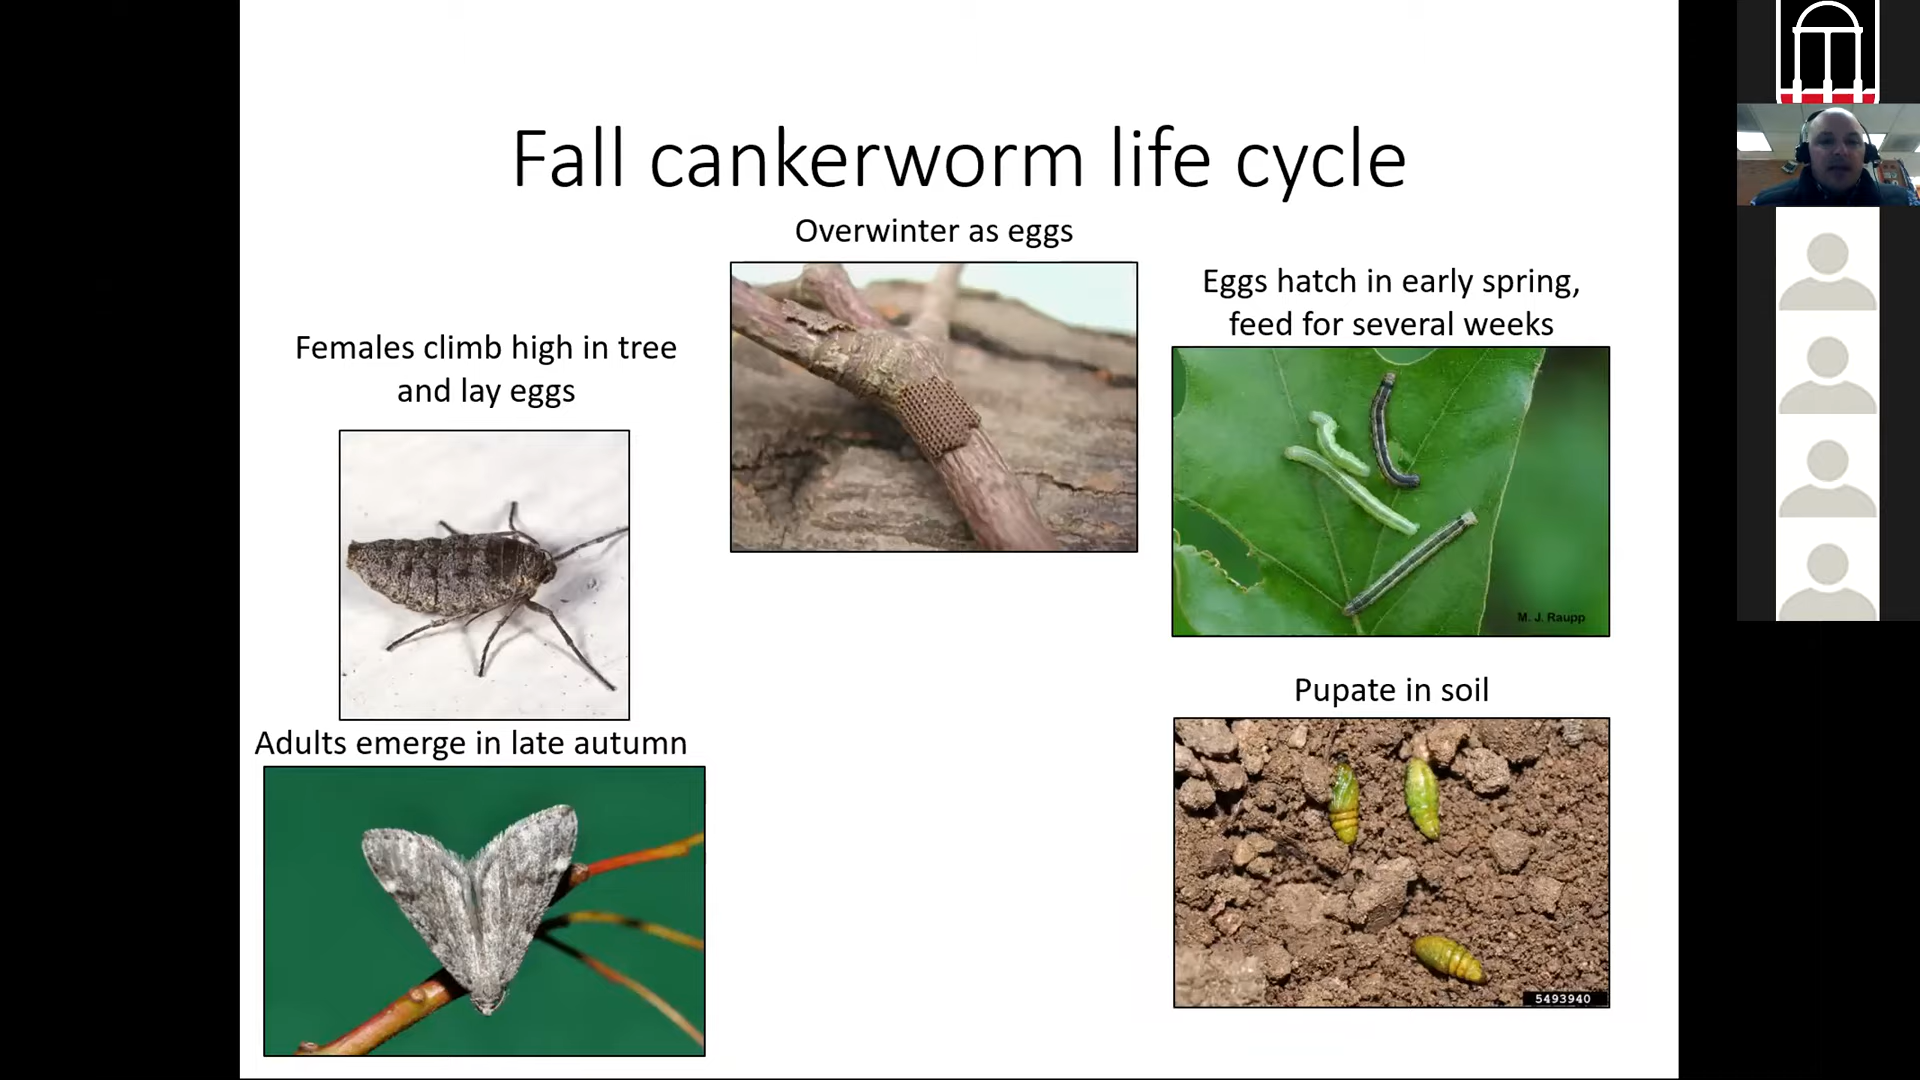 Fall cankerworm life cycle
Overwinter as eggs
Eggs hatch in early spring,
feed for several weeks
Females climb high in tree
and lay eggs
M. J. Raupp
Pupate in soil
Adults emerge in late autumn
5493940